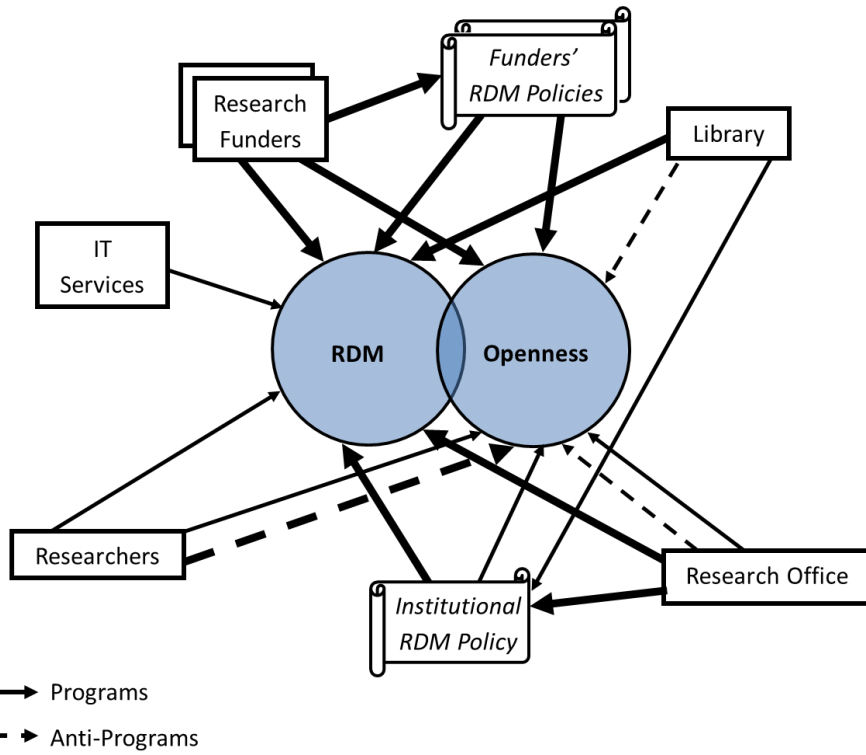 Funders’
RDM Policies
Research
Funders
Library
IT
Services
RDM
Openness
Researchers
Institutional
RDM Policy
Research Office
Programs
Anti-Programs